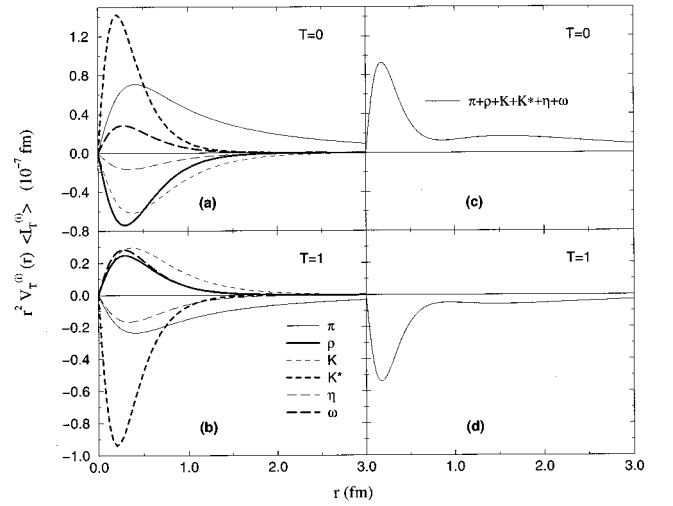 1.2
0.8
0.4
0.0
-0.4
-0.8
T=0
(a)
T=0
π+ρ+K+K*+η+ω
(c)
r² V_T^(i) (r) <I_T^(i)> (10⁻⁷ fm)
0.2
0.0
-0.2
-0.4
-0.6
-0.8
-1.0
T=1
π
ρ
K
K*
η
ω
(b)
T=1
(d)
0.0 1.0 2.0 3.0 1.0 2.0 3.0
r (fm)